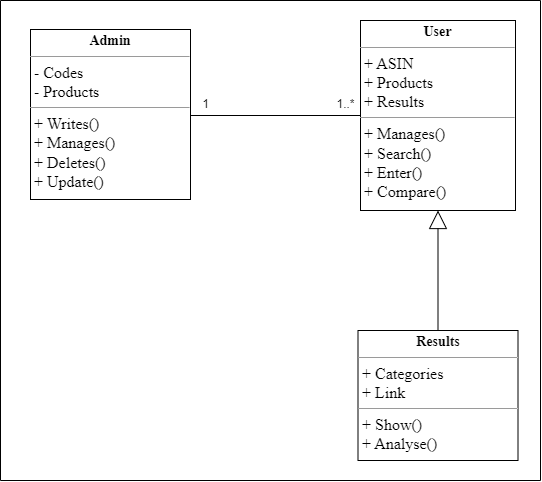 Admin
- Codes
- Products
+ Writes()
+ Manages()
+ Deletes()
+ Update()
1
1..*
User
+ ASIN
+ Products
+ Results
+ Manages()
+ Search()
+ Enter()
+ Compare()
Results
+ Categories
+ Link
+ Show()
+ Analyse()